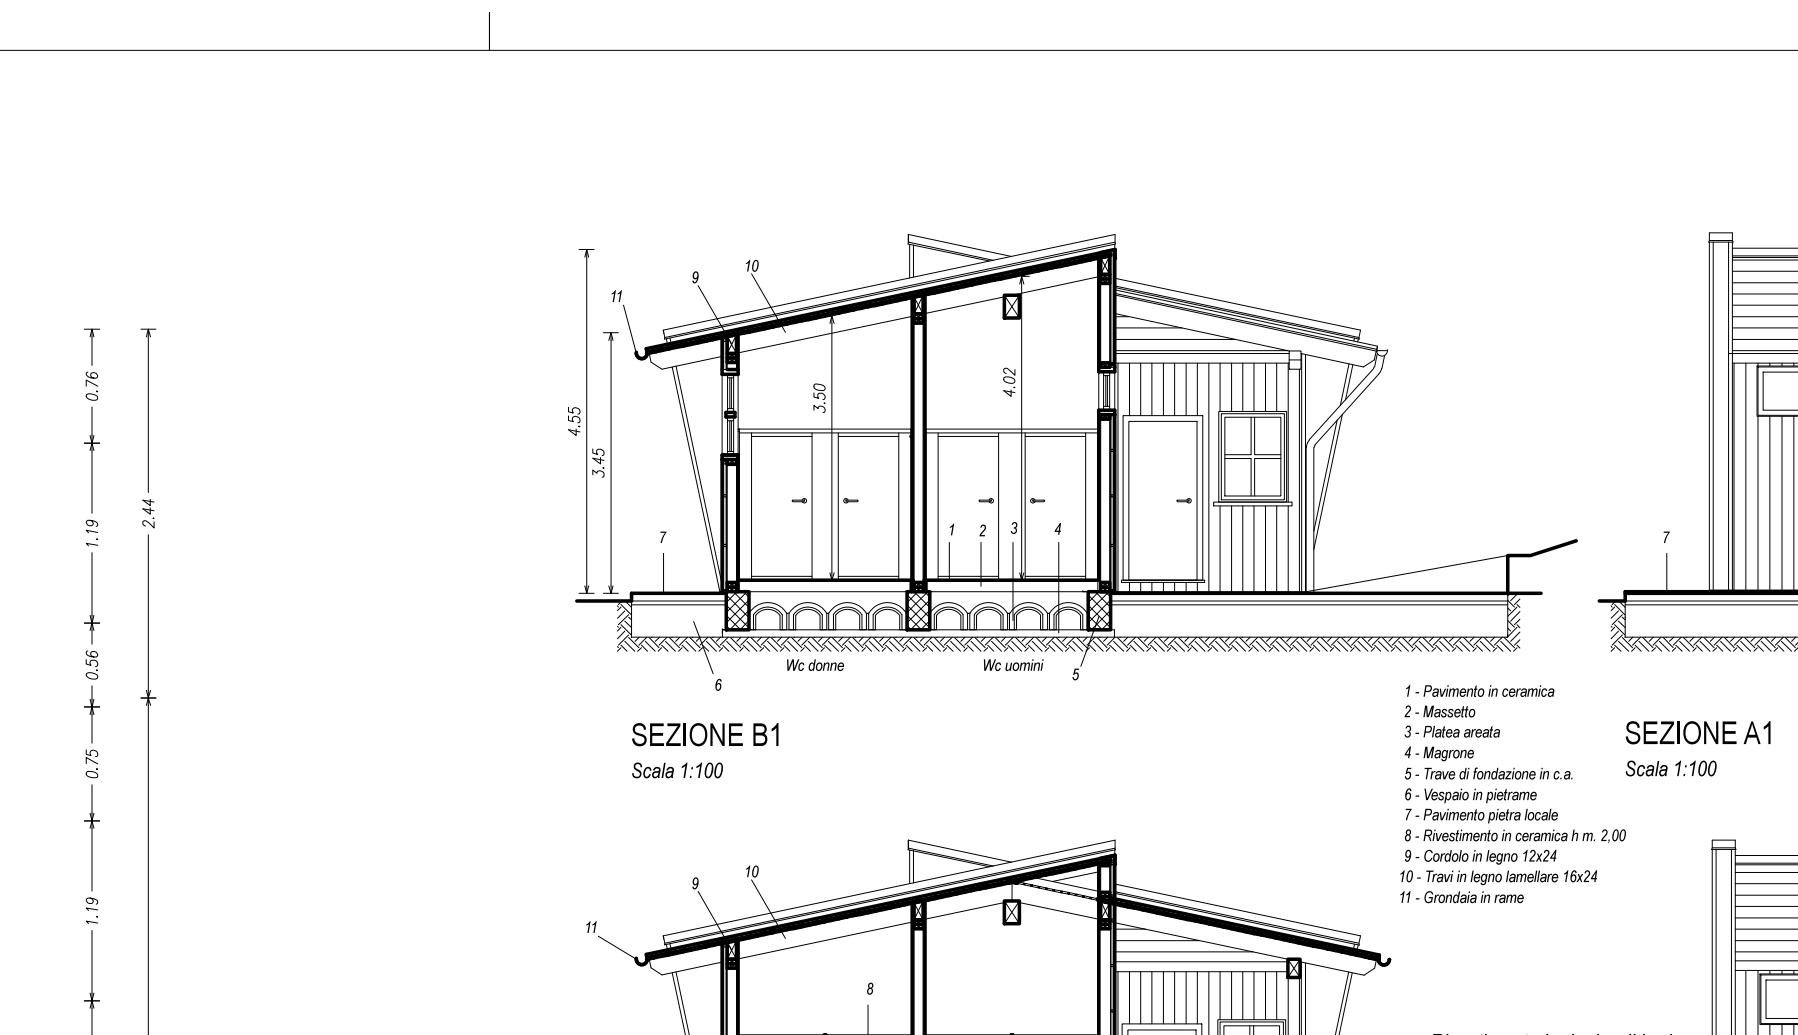 9
10
11
4.55
3.45
3.50
4.02
0.76
1.19
2.44
0.56
0.75
1.19
7
1
2
3
4
Wc donne
Wc uomini
6
5
7
SEZIONE B1
Scala 1:100
1 - Pavimento in ceramica
2 - Massetto
3 - Platea areata
4 - Magrone
5 - Trave di fondazione in c.a.
6 - Vespaio in pietrame
7 - Pavimento pietra locale
8 - Rivestimento in ceramica h m. 2,00
9 - Cordolo in legno 12x24
10 - Travi in legno lamellare 16x24
11 - Grondaia in rame
SEZIONE A1
Scala 1:100
9
10
11
8